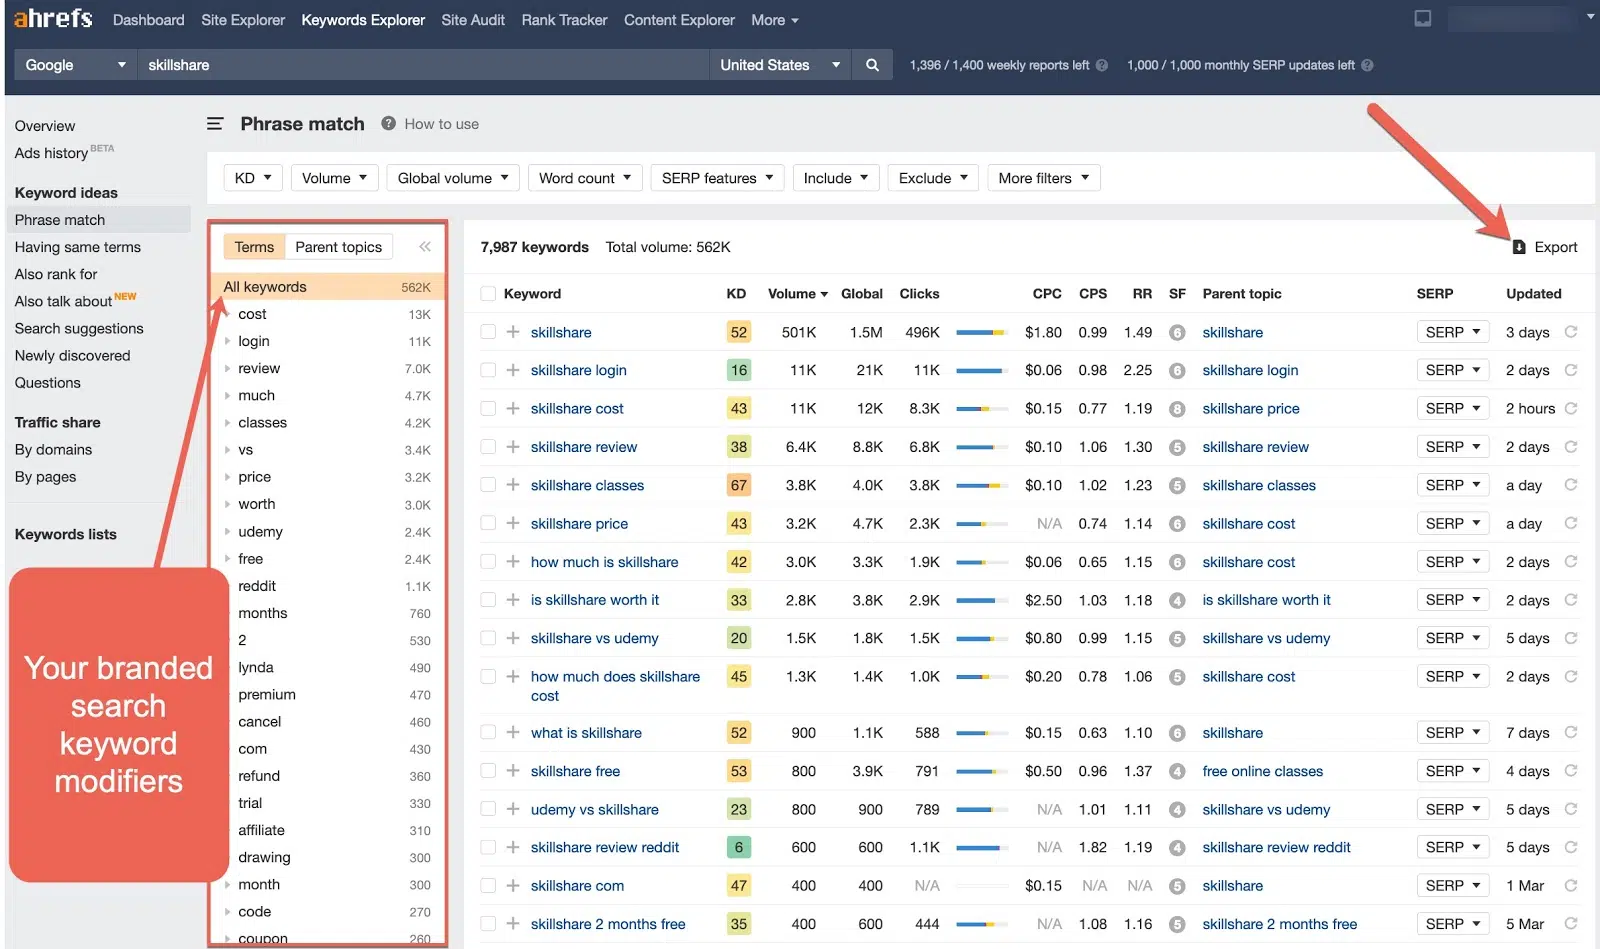 ahrefs Dashboard Site Explorer Keywords Explorer Site Audit Rank Tracker Content Explorer More
Google skillshare United States 1,396 / 1,400 weekly reports left ? 1,000 / 1,000 monthly SERP updates left ?
Overview
Ads history BETA
Keyword ideas
Phrase match
Having same terms
Also rank for
Also talk about NEW
Search suggestions
Newly discovered
Questions
Traffic share
By domains
By pages
Keywords lists
Your branded
search
keyword
modifiers
Phrase match ? How to use
KD Volume Global volume Word count SERP features Include Exclude More filters
Terms Parent topics «
All keywords 562K
cost 13K
login 11K
review 7.0K
much 4.7K
classes 4.2K
vs 3.4K
price 3.2K
worth 3.0K
udemy 2.4K
free 2.4K
reddit 1.1K
months 760
2 530
lynda 490
premium 470
cancel 460
com 430
refund 360
trial 330
affiliate 310
drawing 300
month 300
code 270
coupon 260
7,987 keywords Total volume: 562K Export
Keyword KD Volume Global Clicks CPC CPS RR SF Parent topic SERP Updated
skillshare 52 501K 1.5M 496K $1.80 0.99 1.49 6 skillshare SERP 3 days
skillshare login 16 11K 21K 11K $0.06 0.98 2.25 6 skillshare login SERP 2 days
skillshare cost 43 11K 12K 8.3K $0.15 0.77 1.19 8 skillshare price SERP 2 hours
skillshare review 38 6.4K 8.8K 6.8K $0.10 1.06 1.30 5 skillshare review SERP 2 days
skillshare classes 67 3.8K 4.0K 3.8K $0.10 1.02 1.23 5 skillshare classes SERP a day
skillshare price 43 3.2K 4.7K 2.3K N/A 0.74 1.14 6 skillshare cost SERP a day
how much is skillshare 42 3.0K 3.3K 1.9K $0.06 0.65 1.15 6 skillshare cost SERP 2 days
is skillshare worth it 33 2.8K 3.8K 2.9K $2.50 1.03 1.18 4 is skillshare worth it SERP 2 days
skillshare vs udemy 20 1.5K 1.8K 1.5K $0.80 0.99 1.15 5 skillshare vs udemy SERP 5 days
how much does skillshare 45 1.3K 1.4K 1.0K $0.20 0.78 1.06 5 skillshare cost SERP 2 days
cost
what is skillshare 52 900 1.1K 588 $0.15 0.63 1.10 6 skillshare SERP 7 days
skillshare free 53 800 3.9K 791 $0.50 0.96 1.37 4 free online classes SERP 4 days
udemy vs skillshare 23 800 900 789 N/A 1.01 1.11 4 skillshare vs udemy SERP 5 days
skillshare review reddit 6 600 600 1.1K N/A 1.82 1.19 4 skillshare review reddit SERP 5 days
skillshare com 47 400 400 N/A $0.15 N/A N/A 5 skillshare SERP 1 Mar
skillshare 2 months free 35 400 600 444 N/A 1.08 1.16 5 skillshare 2 months free SERP 5 Mar